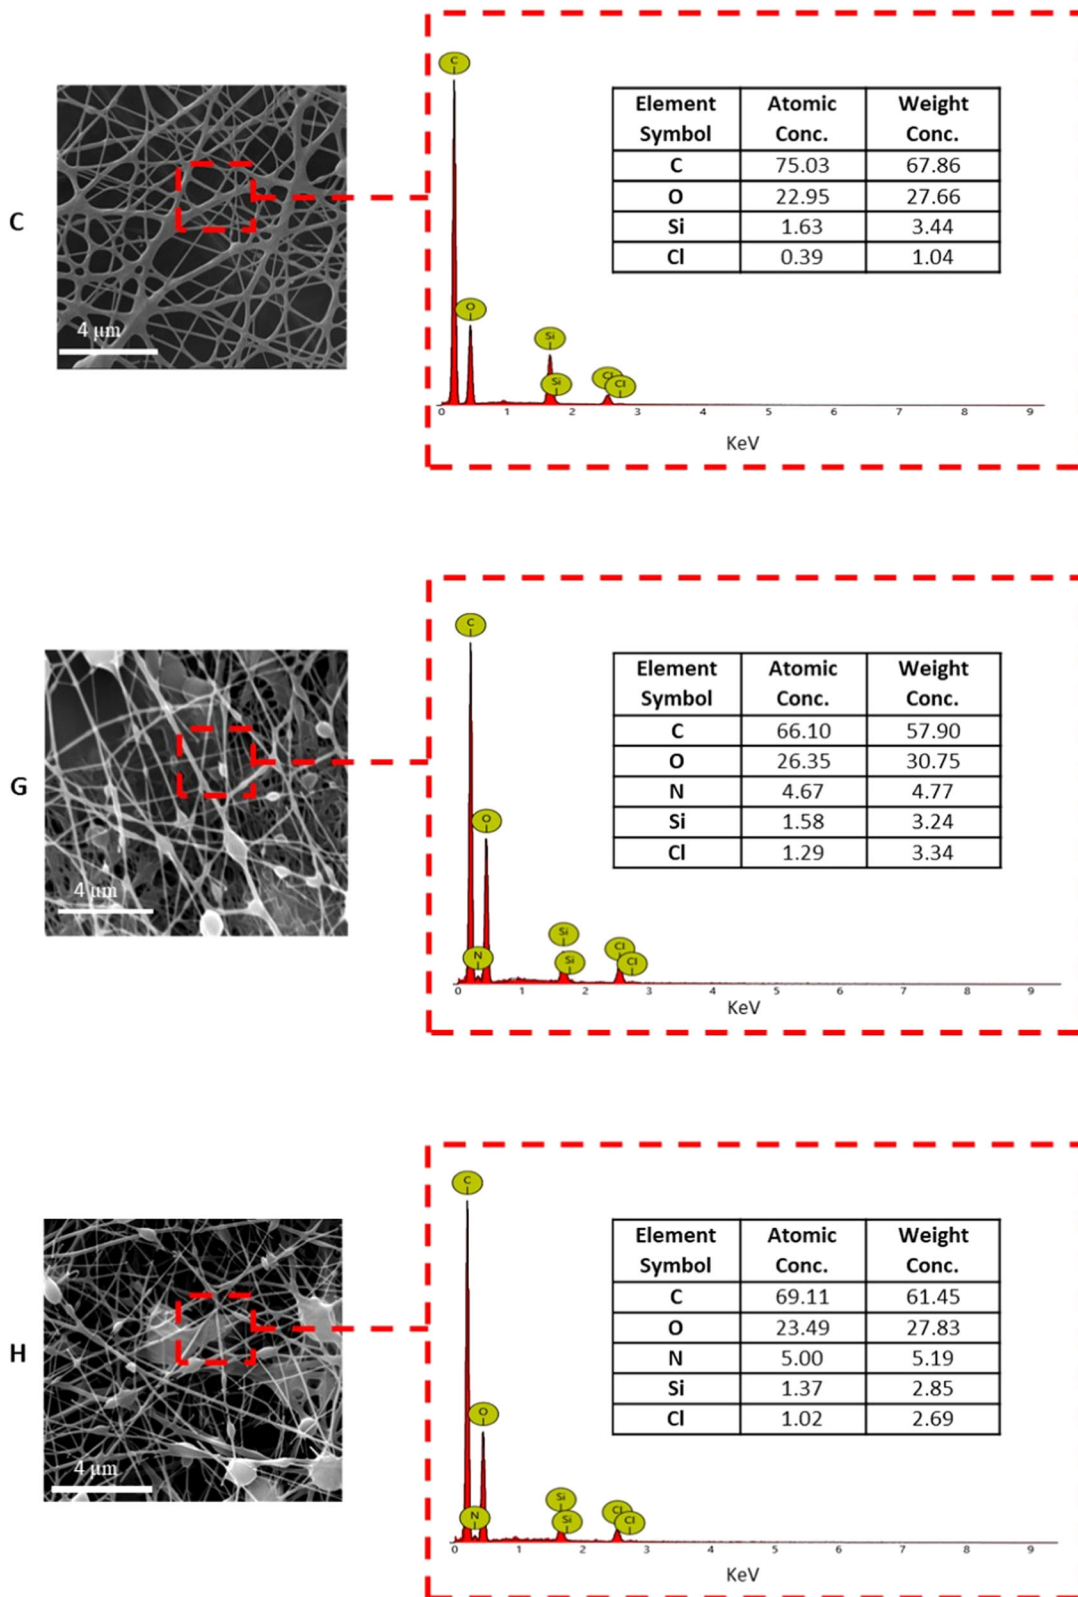 C
4 μm
C
O
Si
Si
Cl
Cl
0 1 2 3 4 5 6 7 8 9
KeV
Element Symbol Atomic Conc. Weight Conc.
C 75.03 67.86
O 22.95 27.66
Si 1.63 3.44
Cl 0.39 1.04
G
4 μm
C
O
N
Si
Si
Cl
Cl
0 1 2 3 4 5 6 7 8 9
KeV
Element Symbol Atomic Conc. Weight Conc.
C 66.10 57.90
O 26.35 30.75
N 4.67 4.77
Si 1.58 3.24
Cl 1.29 3.34
H
4 μm
C
O
N
Si
Si
Cl
Cl
0 1 2 3 4 5 6 7 8 9
KeV
Element Symbol Atomic Conc. Weight Conc.
C 69.11 61.45
O 23.49 27.83
N 5.00 5.19
Si 1.37 2.85
Cl 1.02 2.69